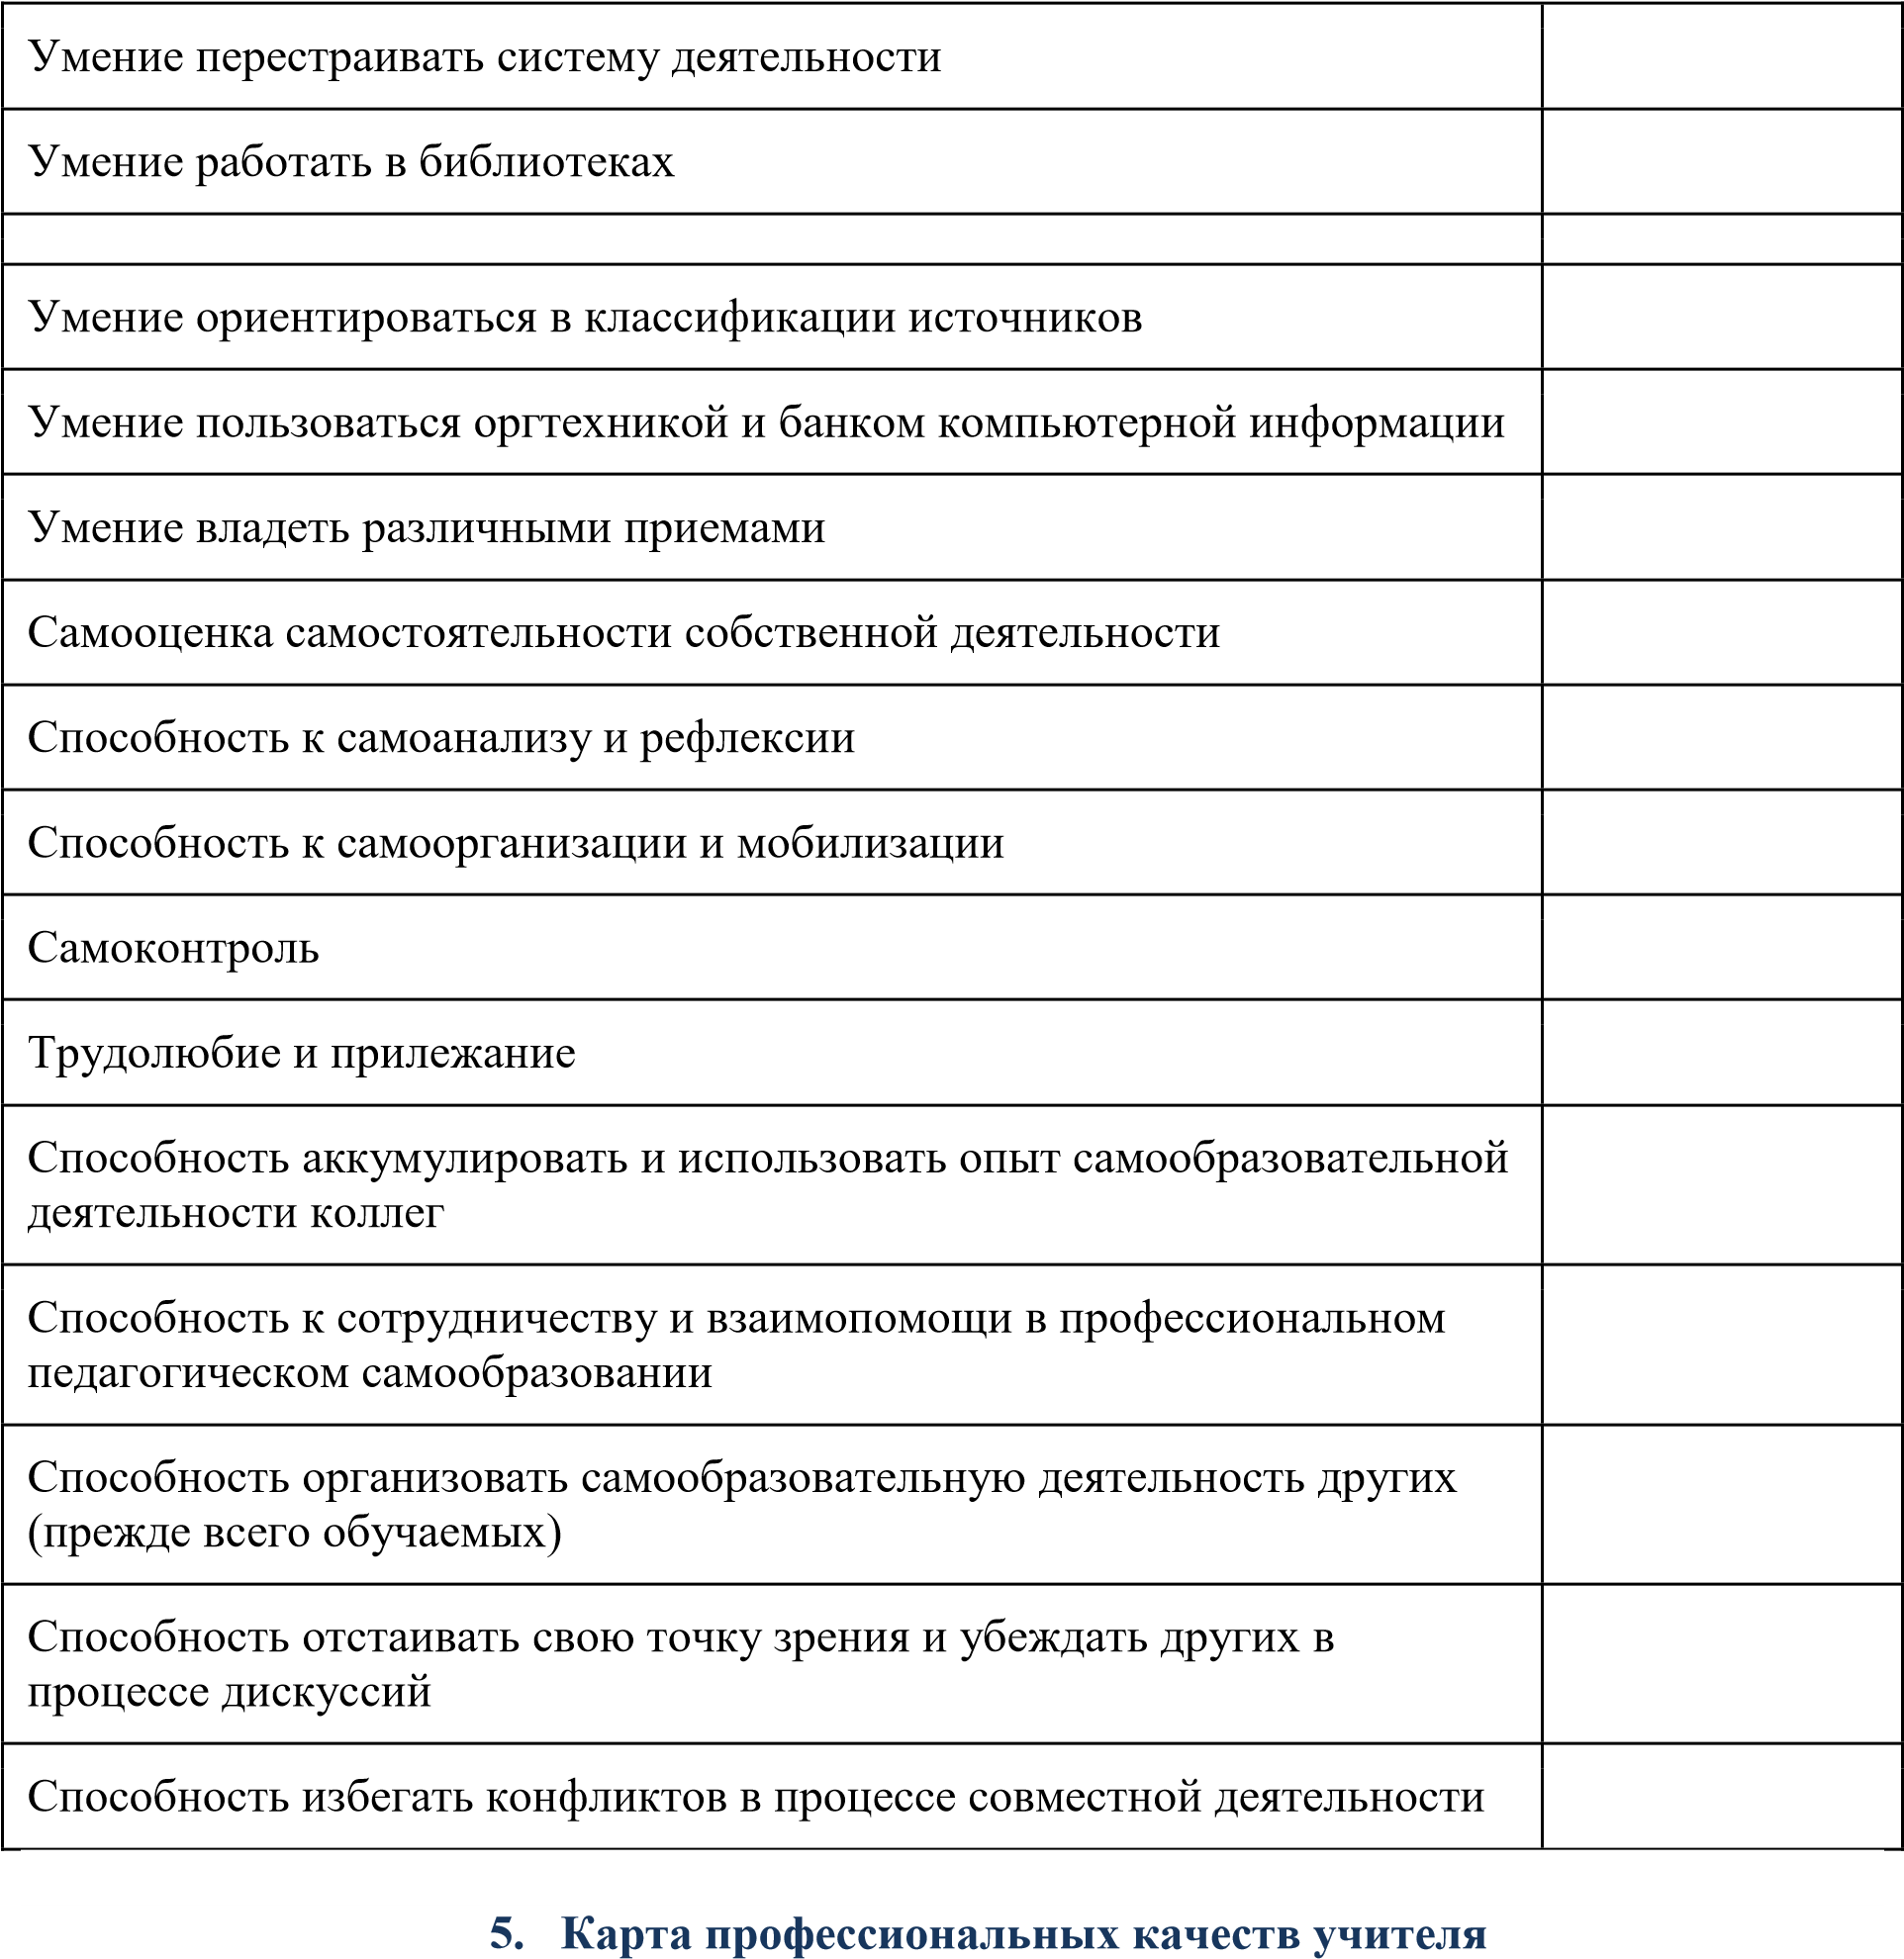 Умение перестраивать систему деятельности
Умение работать в библиотеках
Умение ориентироваться в классификации источников
Умение пользоваться оргтехникой и банком компьютерной информации
Умение владеть различными приемами
Самооценка самостоятельности собственной деятельности
Способность к самоанализу и рефлексии
Способность к самоорганизации и мобилизации
Самоконтроль
Трудолюбие и прилежание
Способность аккумулировать и использовать опыт самообразовательной
деятельности коллег
Способность к сотрудничеству и взаимопомощи в профессиональном
педагогическом самообразовании
Способность организовать самообразовательную деятельность других
(прежде всего обучаемых)
Способность отстаивать свою точку зрения и убеждать других в
процессе дискуссий
Способность избегать конфликтов в процессе совместной деятельности
5. Карта профессиональных качеств учителя